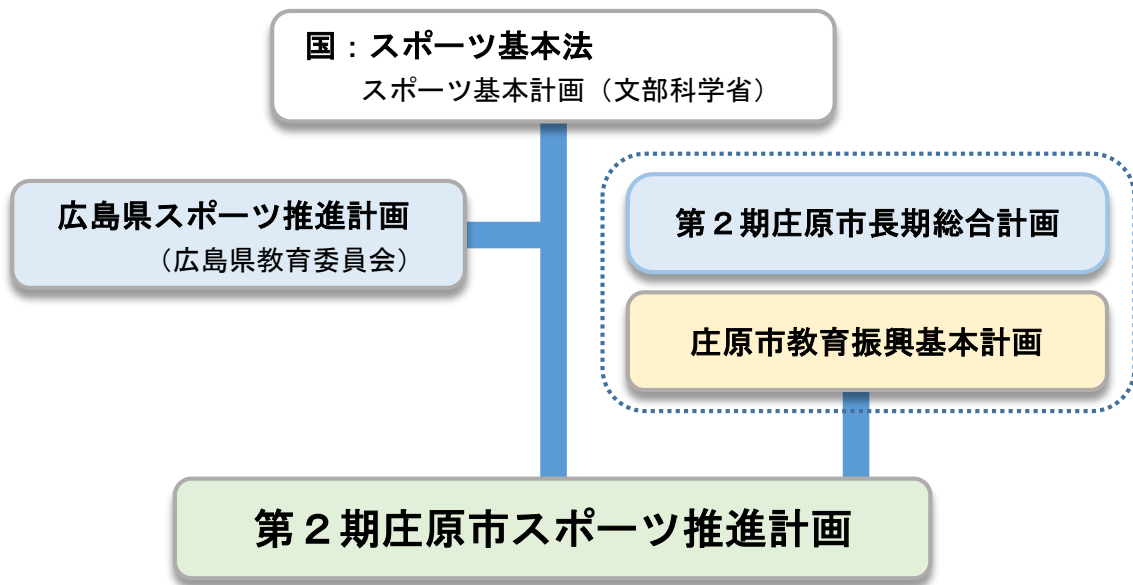 国：スポーツ基本法
スポーツ基本計画（文部科学省）
広島県スポーツ推進計画
（広島県教育委員会）
第２期庄原市長期総合計画
庄原市教育振興基本計画
第２期庄原市スポーツ推進計画